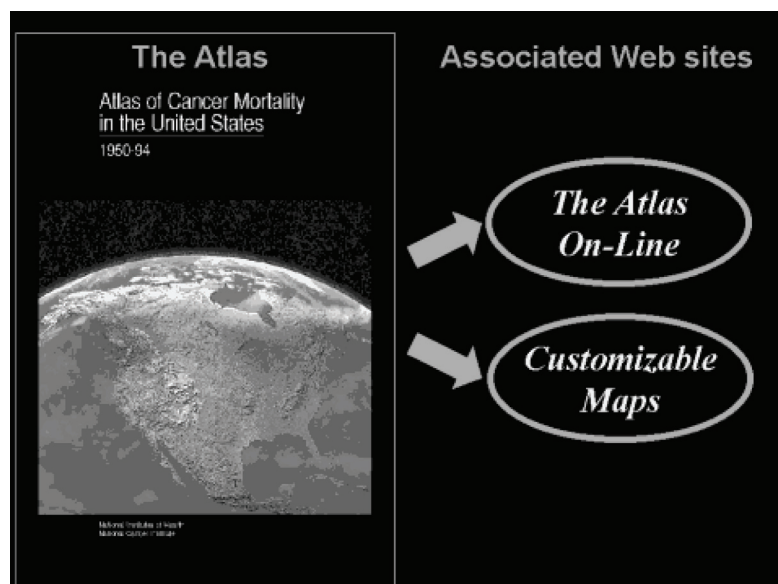 The Atlas
Atlas of Cancer Mortality
in the United States
1950-94
National Institutes of Health
National Cancer Institute
Associated Web sites
The Atlas
On-Line
Customizable
Maps